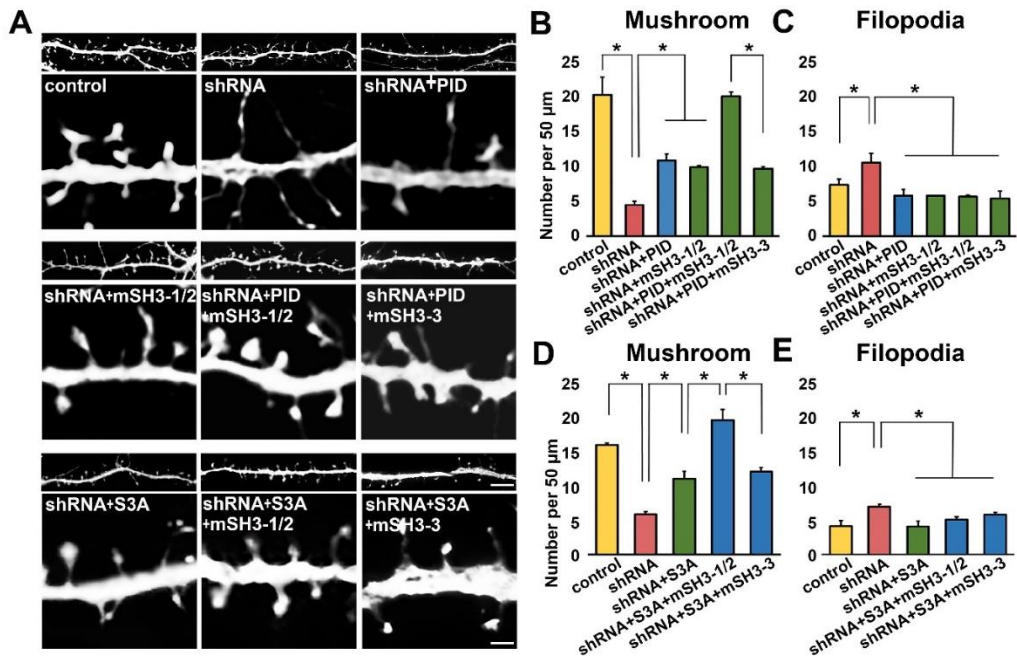 A
control
shRNA
shRNA+PID
shRNA+mSH3-1/2
shRNA+PID
+mSH3-1/2
shRNA+PID
+mSH3-3
shRNA+S3A
shRNA+S3A
+mSH3-1/2
shRNA+S3A
+mSH3-3
B
Mushroom
Number per 50 µm
25
20
15
10
5
0
*
*
*
control
shRNA
shRNA+PID
shRNA+mSH3-1/2
shRNA+PID+mSH3-1/2
shRNA+PID+mSH3-3
C
Filopodia
25
20
15
10
5
0
*
*
control
shRNA
shRNA+PID
shRNA+mSH3-1/2
shRNA+PID+mSH3-1/2
shRNA+PID+mSH3-3
D
Mushroom
Number per 50 µm
25
20
15
10
5
0
*
*
*
*
control
shRNA
shRNA+S3A
shRNA+S3A+mSH3-1/2
shRNA+S3A+mSH3-3
E
Filopodia
25
20
15
10
5
0
*
*
control
shRNA
shRNA+S3A
shRNA+S3A+mSH3-1/2
shRNA+S3A+mSH3-3